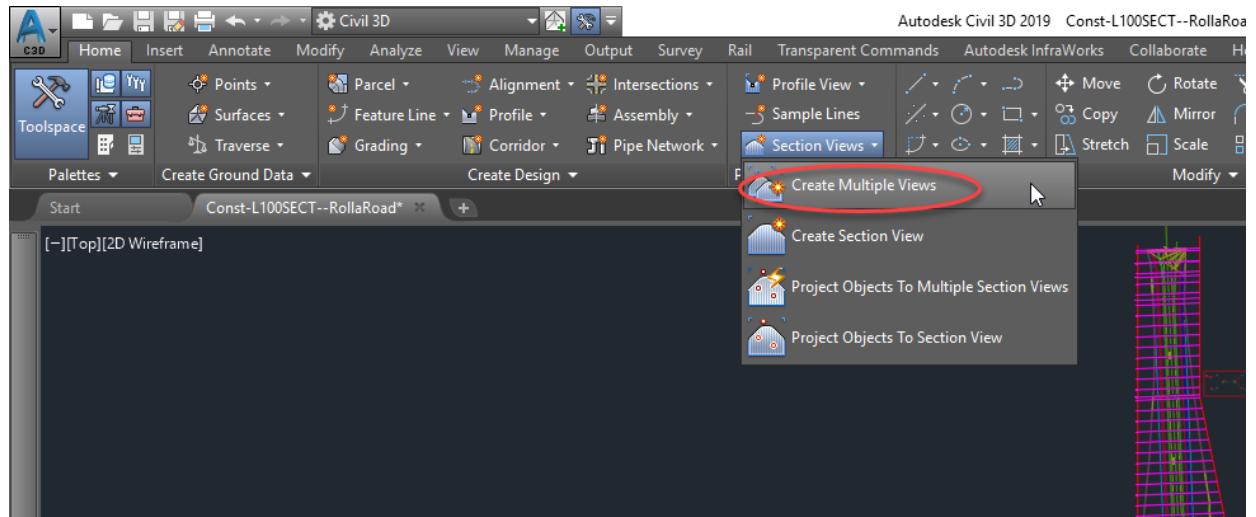 Civil 3D
Autodesk Civil 3D 2019 Const-L100SECT--RollaRoa
C3D
Home Insert Annotate Modify Analyze View Manage Output Survey Rail Transparent Commands Autodesk InfraWorks Collaborate
Points Parcel Alignment Intersections Profile View Move Rotate
Toolspace Surfaces Feature Line Profile Assembly Sample Lines Copy Mirror
Traverse Grading Corridor Pipe Network Section Views Stretch Scale
Palettes Create Ground Data Create Design P Modify
Start Const-L100SECT--RollaRoad*
Create Multiple Views
[−][Top][2D Wireframe]
Create Section View
Project Objects To Multiple Section Views
Project Objects To Section View